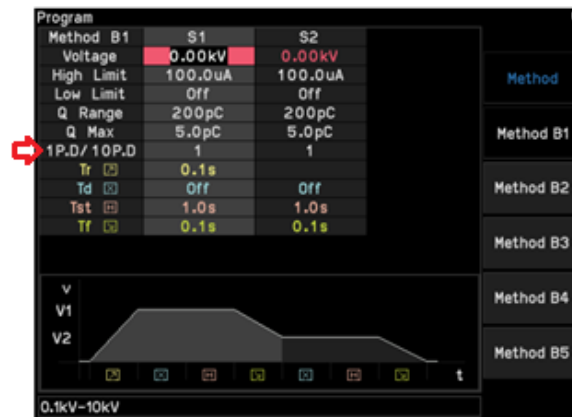 Program
Method B1 S1 S2
Voltage 0.00kV 0.00kV
High Limit 100.0uA 100.0uA
Low Limit Off Off
Q Range 200pC 200pC
Q Max 5.0pC 5.0pC
1P.D/10P.D 1 1
Tr 0.1s
Td Off Off
Tst 1.0s 1.0s
Tf 0.1s 0.1s
Method
Method B1
Method B2
Method B3
Method B4
Method B5
V
V1
V2
t
0.1kV-10kV